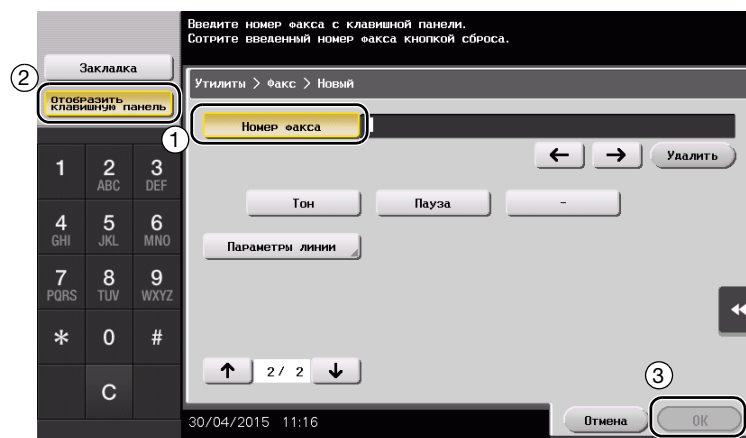 Введите номер факса с клавишной панели.
Сотрите введенный номер факса кнопкой сброса.
2
Закладка
Отобразить
клавишную панель
Утилиты > Факс > Новый
1
Номер факса
← → Удалить
1 2 3
ABC DEF
Тон Пауза -
4 5 6
GHI JKL MNO
Параметры линии
7 8 9
PQRS TUV WXYZ
* 0 #
↑ 2/ 2 ↓
3
C
30/04/2015 11:16
Отмена OK